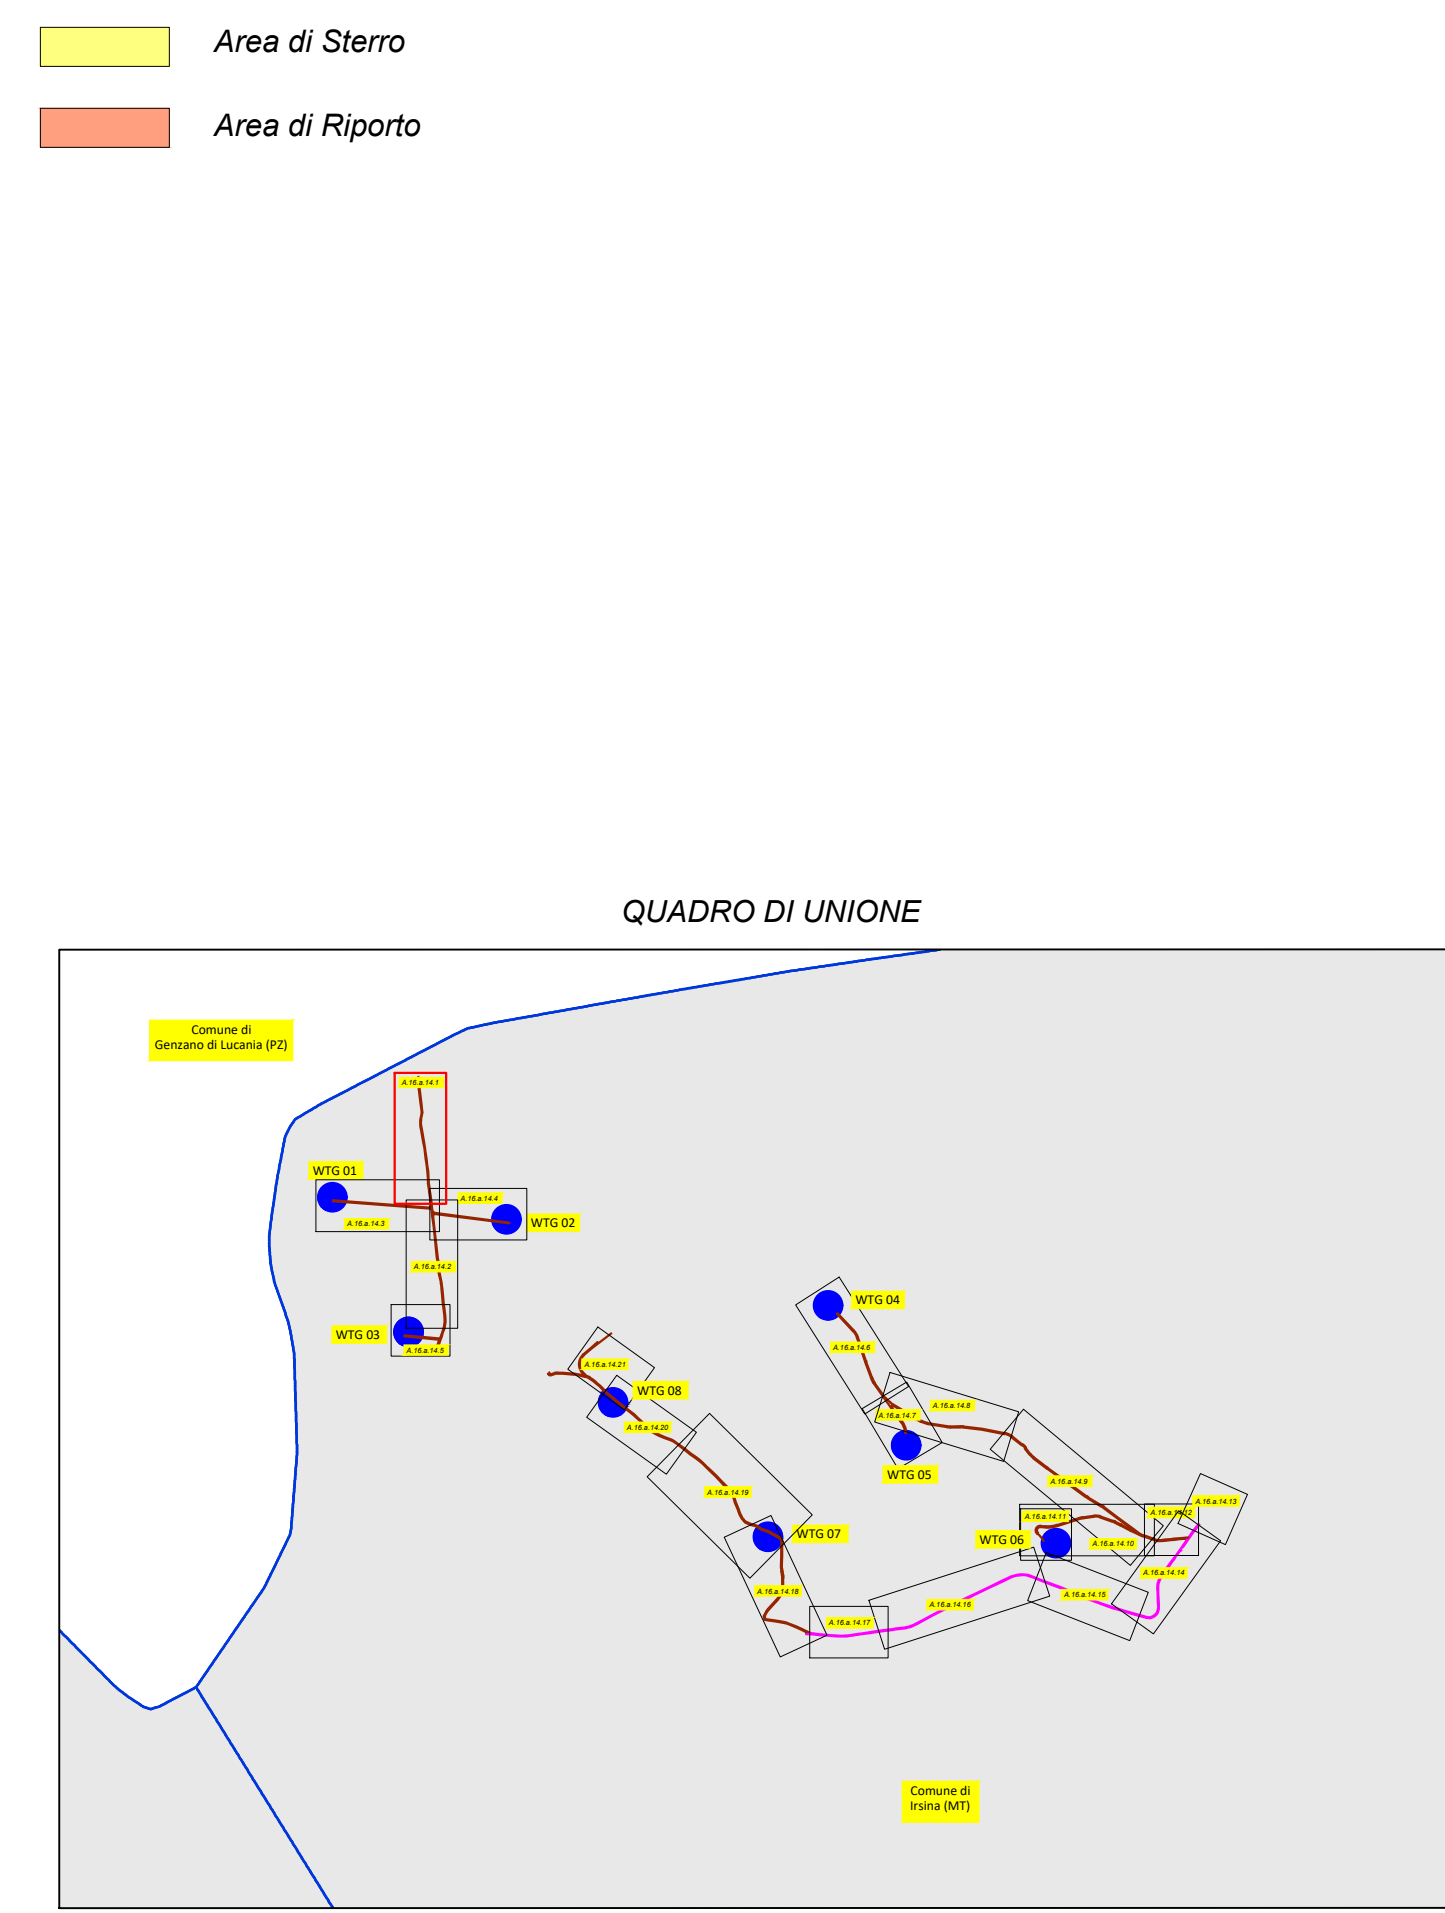 Area di Sterro
Area di Riporto
QUADRO DI UNIONE
Comune di
Genzano di Lucania (PZ)
A.16.a.14.1
WTG 01
A.16.a.14.4
A.16.a.14.3
WTG 02
A.16.a.14.2
WTG 03
A.16.a.14.5
WTG 04
A.16.a.14.6
A.16.a.14.21
WTG 08
A.16.a.14.20
A.16.a.14.8
A.16.a.14.7
WTG 05
A.16.a.14.9
A.16.a.14.19
A.16.a.14.13
A.16.a.14.12
A.16.a.14.11
WTG 07
WTG 06
A.16.a.14.10
A.16.a.14.14
A.16.a.14.18
A.16.a.14.15
A.16.a.14.16
A.16.a.14.17
Comune di
Irsina (MT)